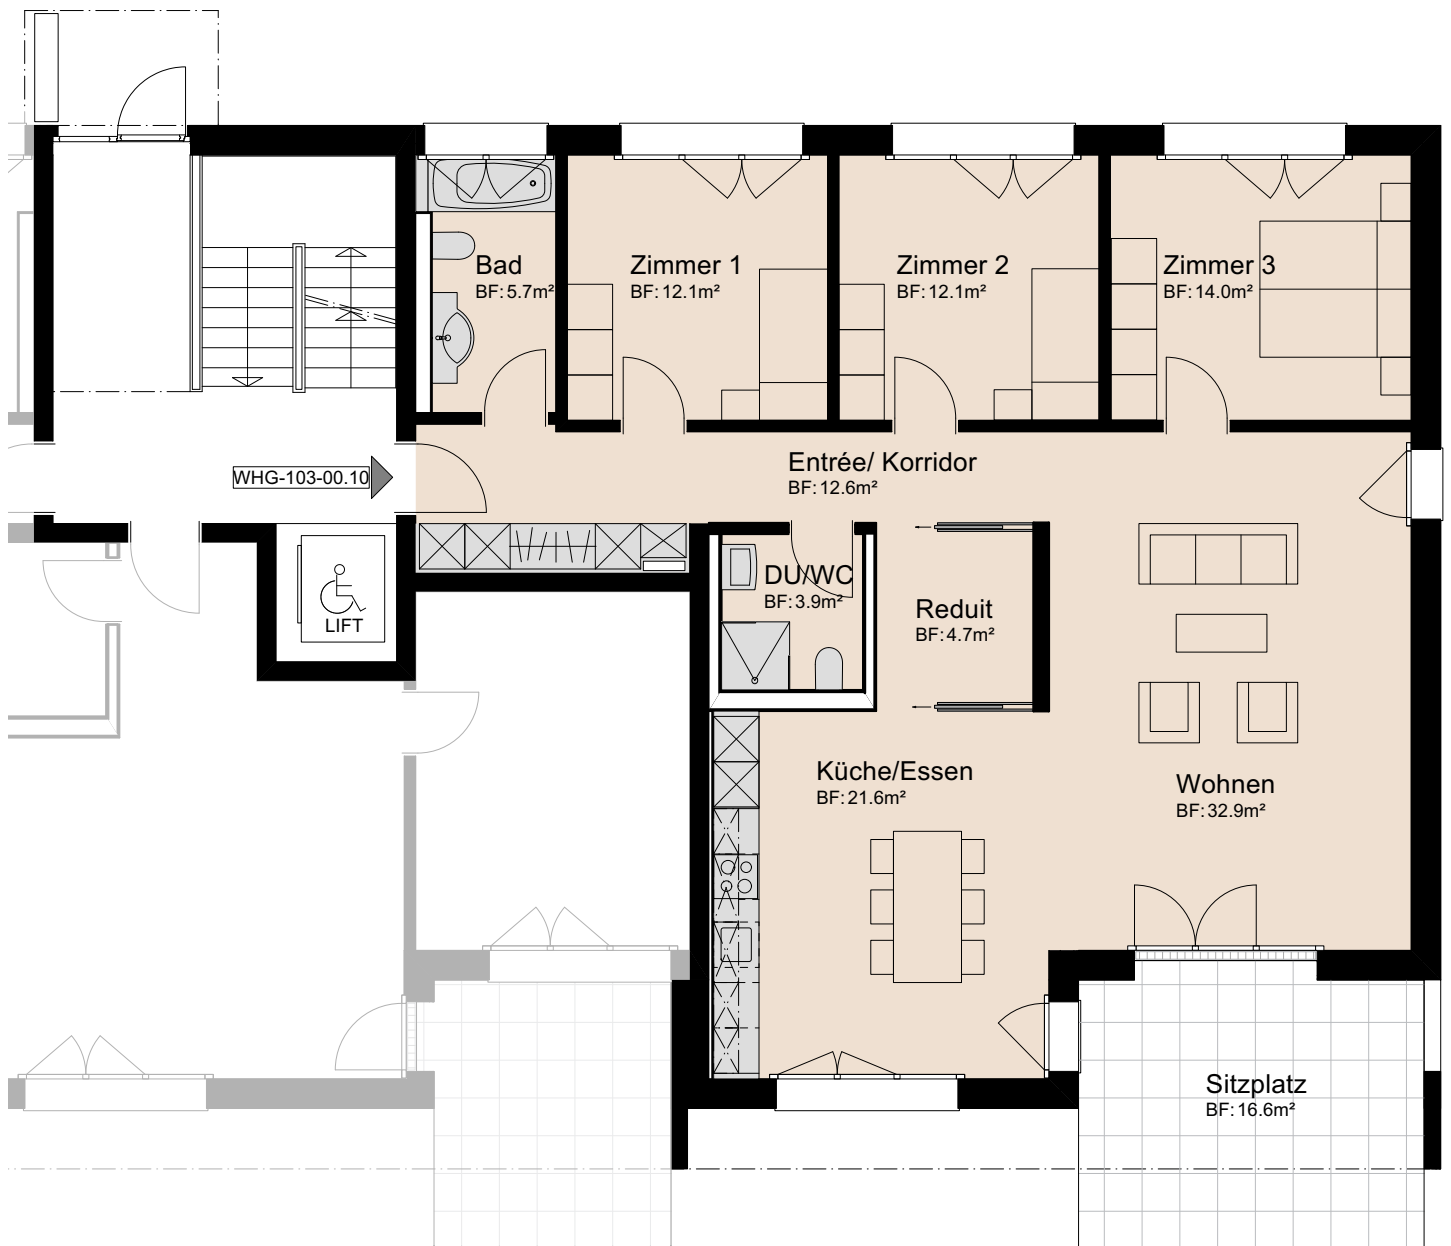 Bad
BF: 5.7m²
Zimmer 1
BF: 12.1m²
Zimmer 2
BF: 12.1m²
Zimmer 3
BF: 14.0m²
WHG-103-00.10
Entrée/ Korridor
BF: 12.6m²
LIFT
DU/WC
BF: 3.9m²
Reduit
BF: 4.7m²
Küche/Essen
BF: 21.6m²
Wohnen
BF: 32.9m²
Sitzplatz
BF: 16.6m²